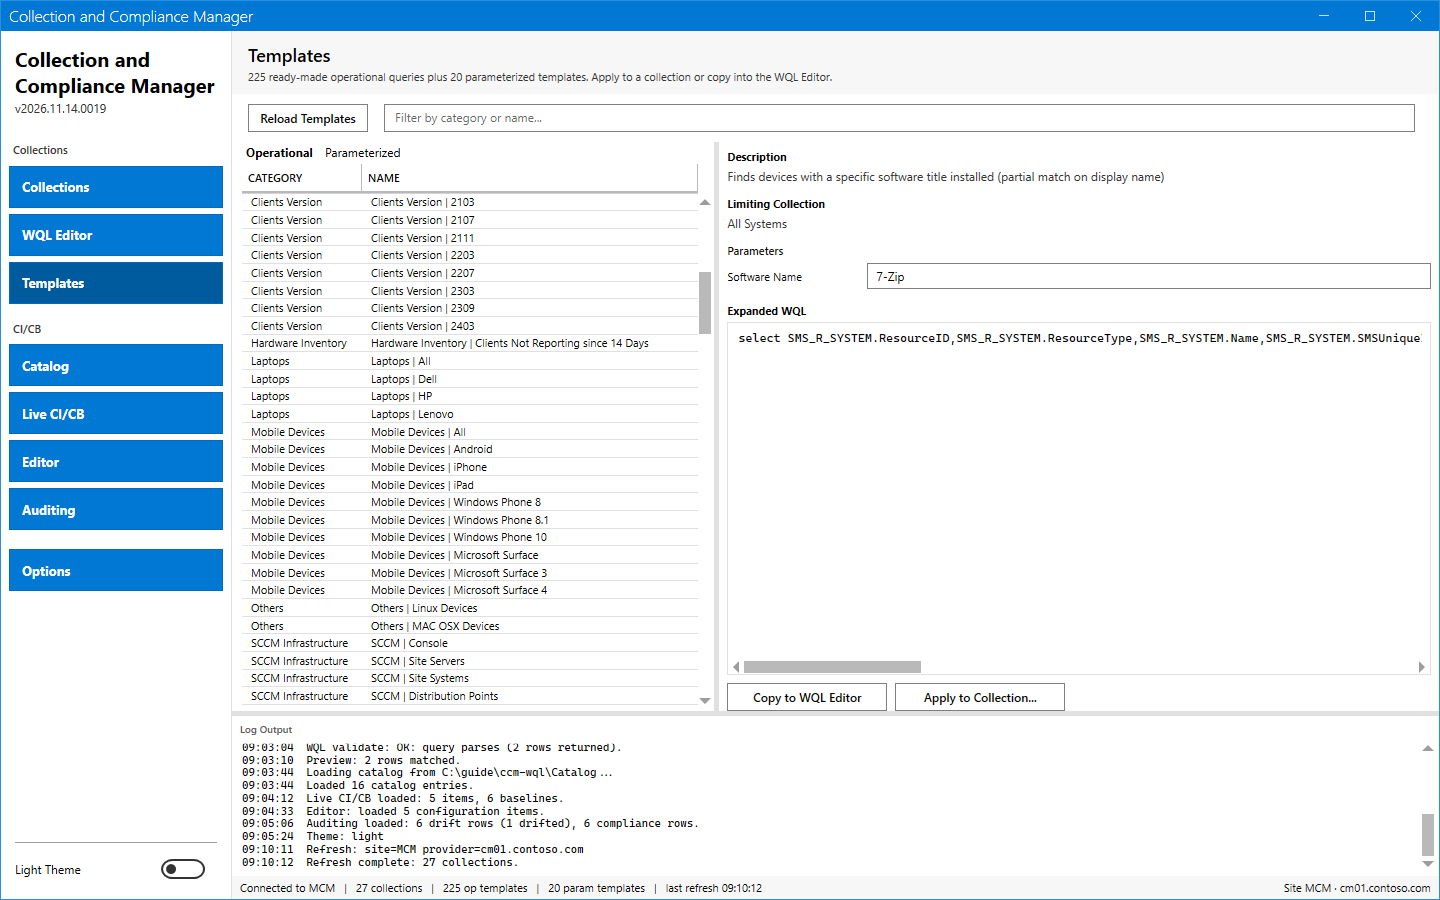 Collection and Compliance Manager
Collection and
Compliance Manager
v2026.11.14.0019
Collections
Collections
WQL Editor
Templates
CI/CB
Catalog
Live CI/CB
Editor
Auditing
Options
Light Theme
Templates
225 ready-made operational queries plus 20 parameterized templates. Apply to a collection or copy into the WQL Editor.
Reload Templates
Filter by category or name...
Operational Parameterized
CATEGORY NAME
Clients Version Clients Version | 2103
Clients Version Clients Version | 2107
Clients Version Clients Version | 2111
Clients Version Clients Version | 2203
Clients Version Clients Version | 2207
Clients Version Clients Version | 2303
Clients Version Clients Version | 2309
Clients Version Clients Version | 2403
Hardware Inventory Hardware Inventory | Clients Not Reporting since 14 Days
Laptops Laptops | All
Laptops Laptops | Dell
Laptops Laptops | HP
Laptops Laptops | Lenovo
Mobile Devices Mobile Devices | All
Mobile Devices Mobile Devices | Android
Mobile Devices Mobile Devices | iPhone
Mobile Devices Mobile Devices | iPad
Mobile Devices Mobile Devices | Windows Phone 8
Mobile Devices Mobile Devices | Windows Phone 8.1
Mobile Devices Mobile Devices | Windows Phone 10
Mobile Devices Mobile Devices | Microsoft Surface
Mobile Devices Mobile Devices | Microsoft Surface 3
Mobile Devices Mobile Devices | Microsoft Surface 4
Others Others | Linux Devices
Others Others | MAC OSX Devices
SCCM Infrastructure SCCM | Console
SCCM Infrastructure SCCM | Site Servers
SCCM Infrastructure SCCM | Site Systems
SCCM Infrastructure SCCM | Distribution Points
Description
Finds devices with a specific software title installed (partial match on display name)
Limiting Collection
All Systems
Parameters
Software Name 7-Zip
Expanded WQL
select SMS_R_SYSTEM.ResourceID,SMS_R_SYSTEM.ResourceType,SMS_R_SYSTEM.Name,SMS_R_SYSTEM.SMSUnique
Copy to WQL Editor Apply to Collection...
Log Output
09:03:04 WQL validate: OK: query parses (2 rows returned).
09:03:10 Preview: 2 rows matched.
09:03:44 Loading catalog from C:\guide\ccm-wql\Catalog...
09:03:44 Loaded 16 catalog entries.
09:04:12 Live CI/CB loaded: 5 items, 6 baselines.
09:04:33 Editor: loaded 5 configuration items.
09:05:06 Auditing loaded: 6 drift rows (1 drifted), 6 compliance rows.
09:05:24 Theme: light
09:10:11 Refresh: site=MCM provider=cm01.contoso.com
09:10:12 Refresh complete: 27 collections.
Connected to MCM | 27 collections | 225 op templates | 20 param templates | last refresh 09:10:12
Site MCM · cm01.contoso.com